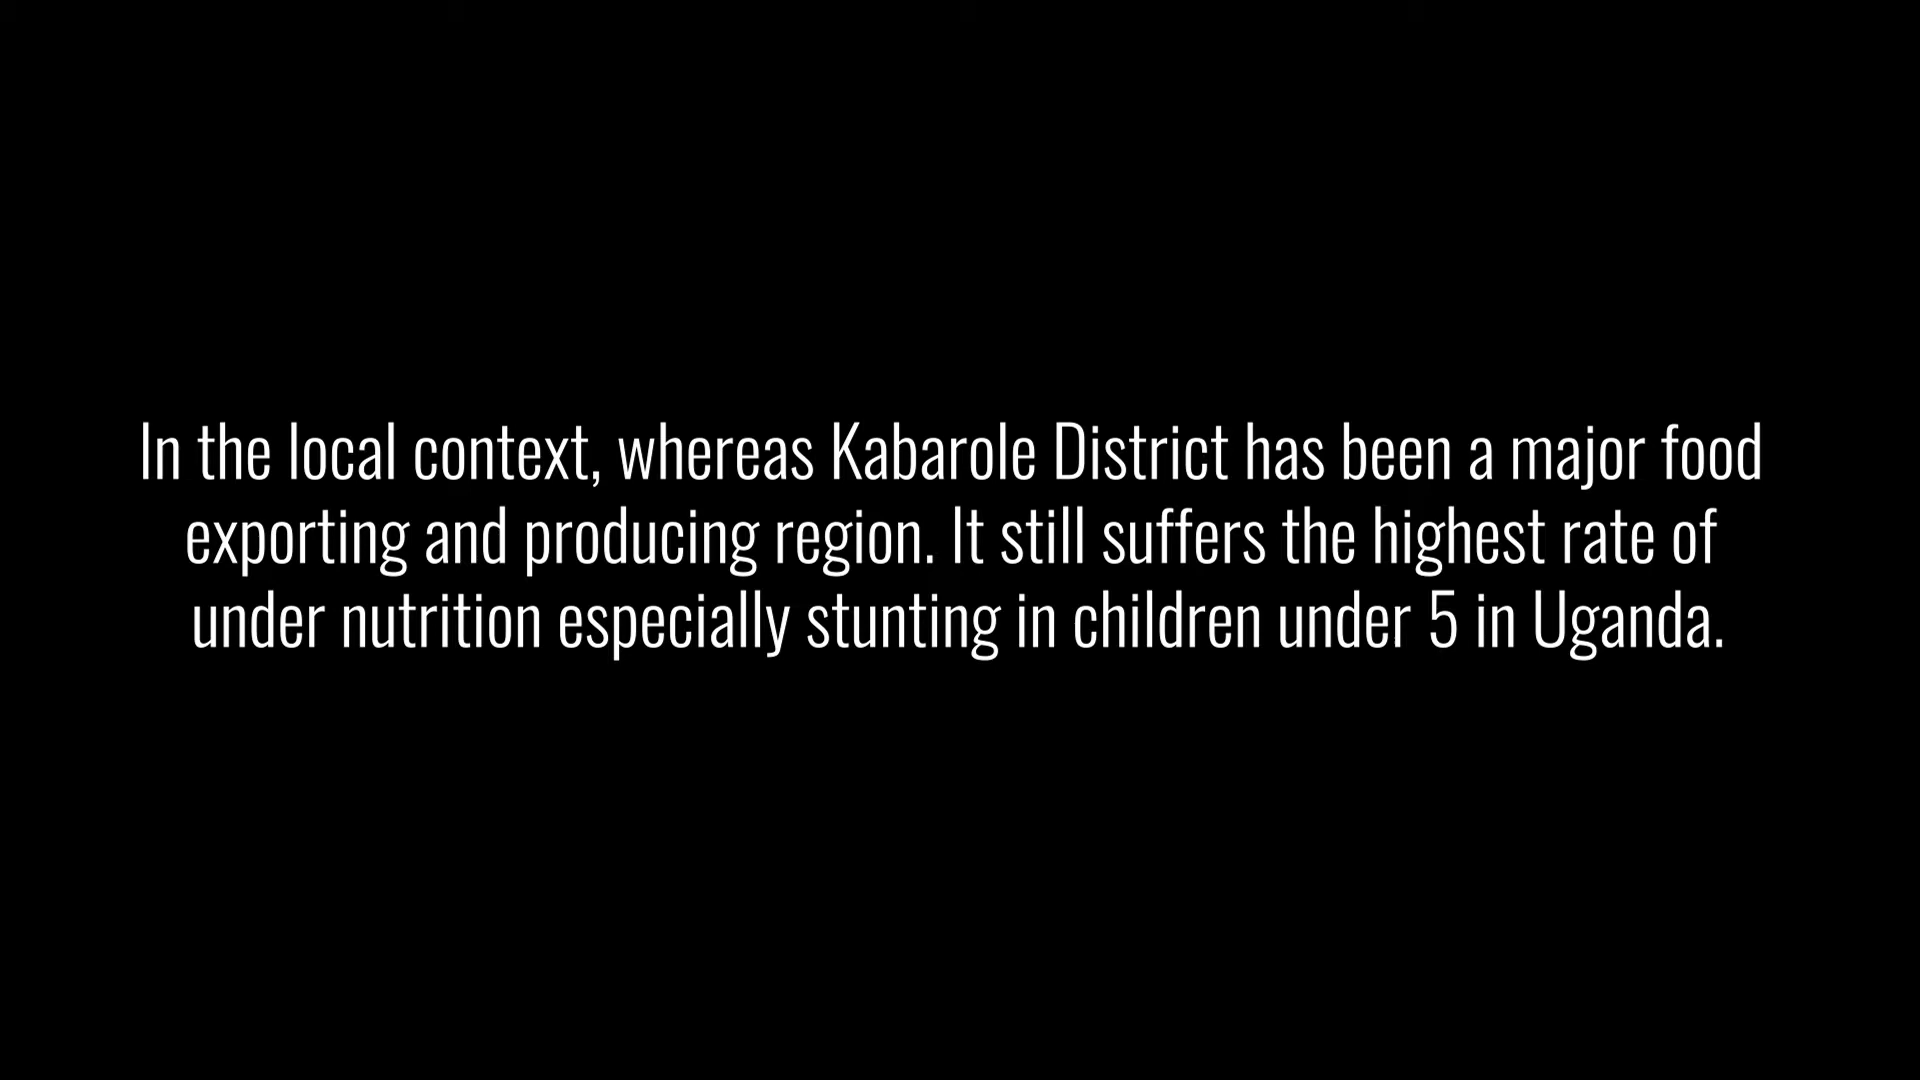 In the local context, whereas Kabarole District has been a major food
exporting and producing region. It still suffers the highest rate of
under nutrition especially stunting in children under 5 in Uganda.